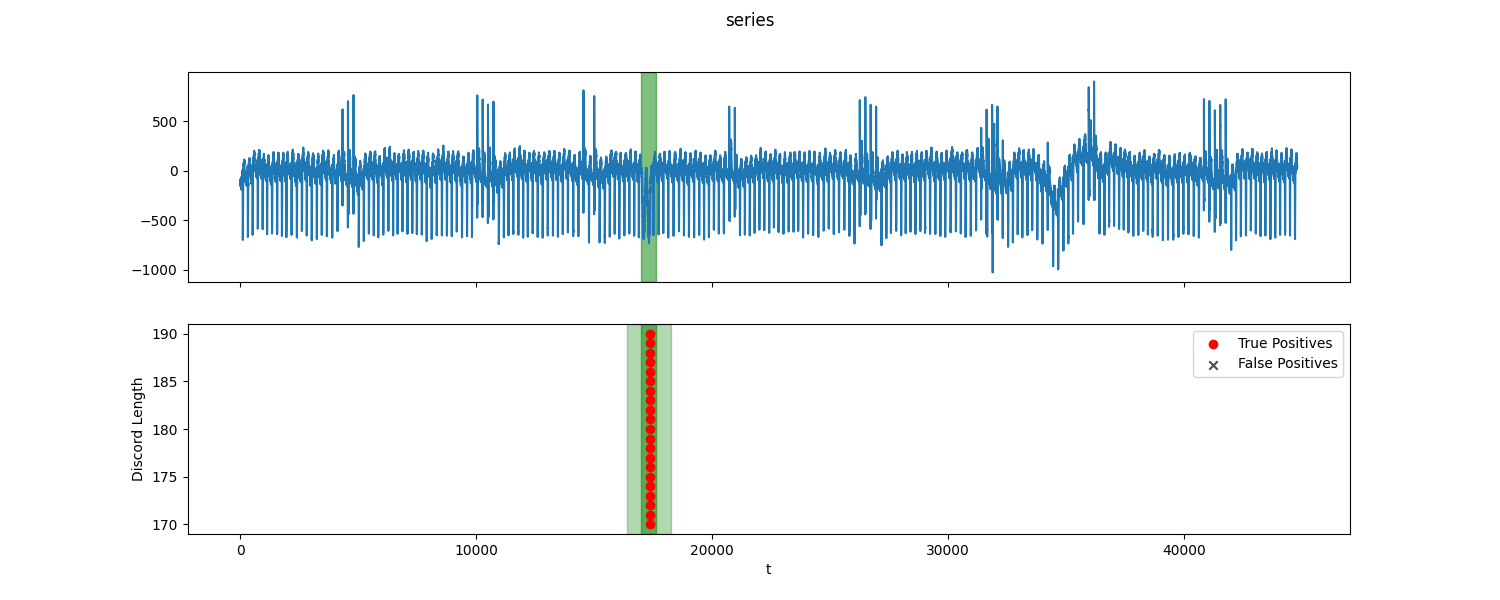 series
500
0
−500
−1000
190
185
180
175
170
Discord Length
True Positives
False Positives
0 10000 20000 30000 40000
t